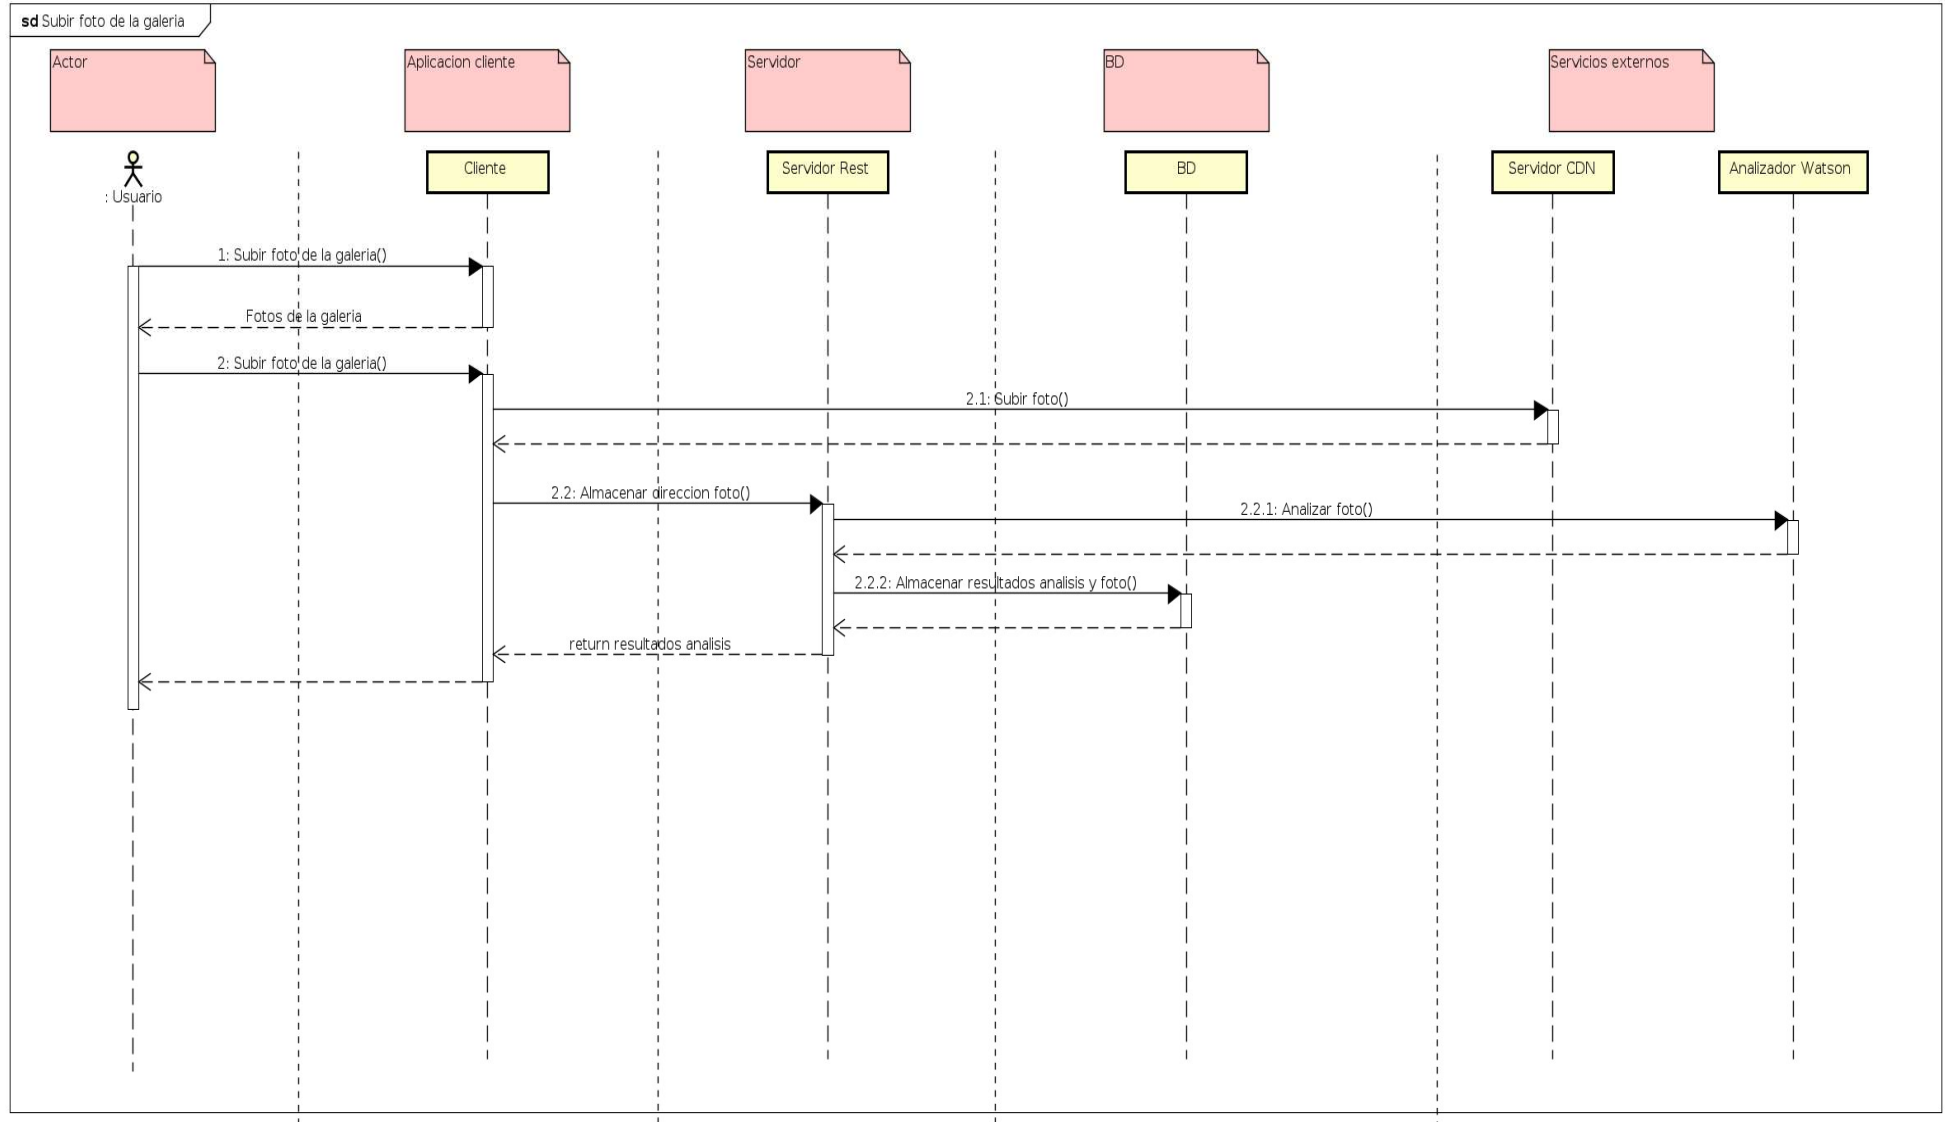 sd Subir foto de la galeria
Actor
Aplicacion cliente
Servidor
BD
Servicios externos
: Usuario
Cliente
Servidor Rest
BD
Servidor CDN
Analizador Watson
1: Subir foto de la galeria()
Fotos de la galeria
2: Subir foto de la galeria()
2.1: Subir foto()
2.2: Almacenar direccion foto()
2.2.1: Analizar foto()
2.2.2: Almacenar resultados analisis y foto()
return resultados analisis